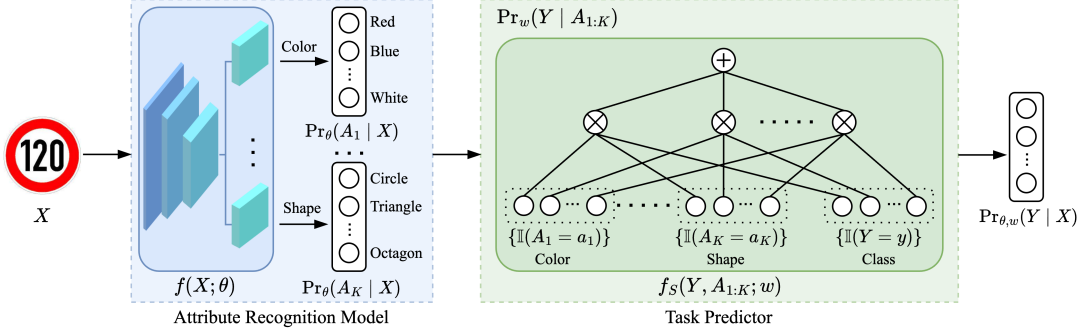 120
X
f(X; θ)
Color
Red
Blue
White
Pr_θ(A_1 | X)
Shape
Circle
Triangle
Octagon
Pr_θ(A_K | X)
Attribute Recognition Model
Pr_w(Y | A_{1:K})
{𝕀(A_1 = a_1)}
Color
{𝕀(A_K = a_K)}
Shape
{𝕀(Y = y)}
Class
f_S(Y, A_{1:K}; w)
Task Predictor
Pr_{θ,w}(Y | X)